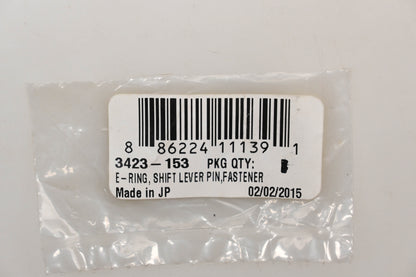 8 86224 11139 1
3423-153 PKG QTY:
E-RING, SHIFT LEVER PIN,FASTENER
Made in JP 02/02/2015